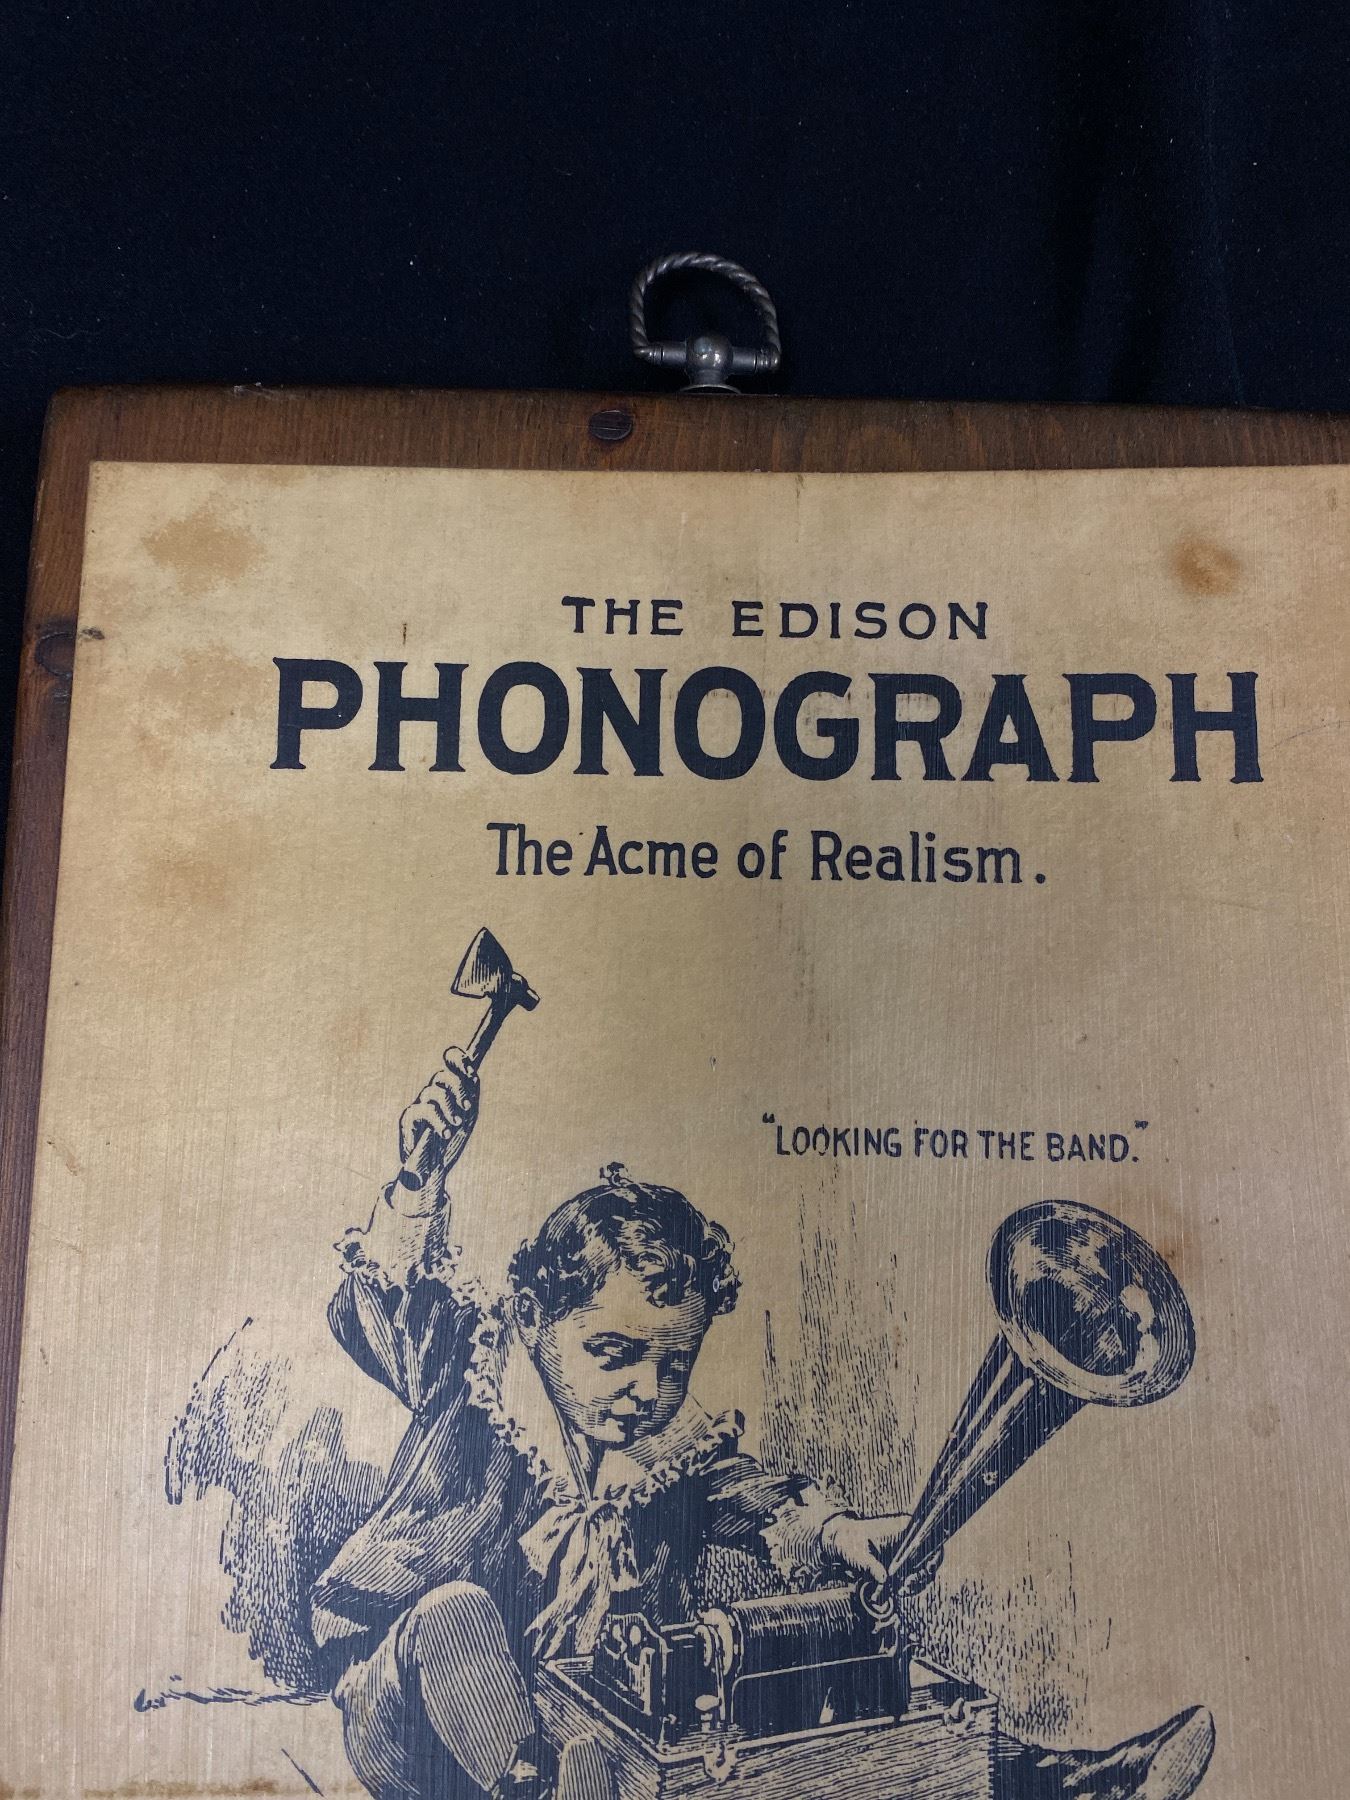 THE EDISON
PHONOGRAPH
The Acme of Realism.
"LOOKING FOR THE BAND."